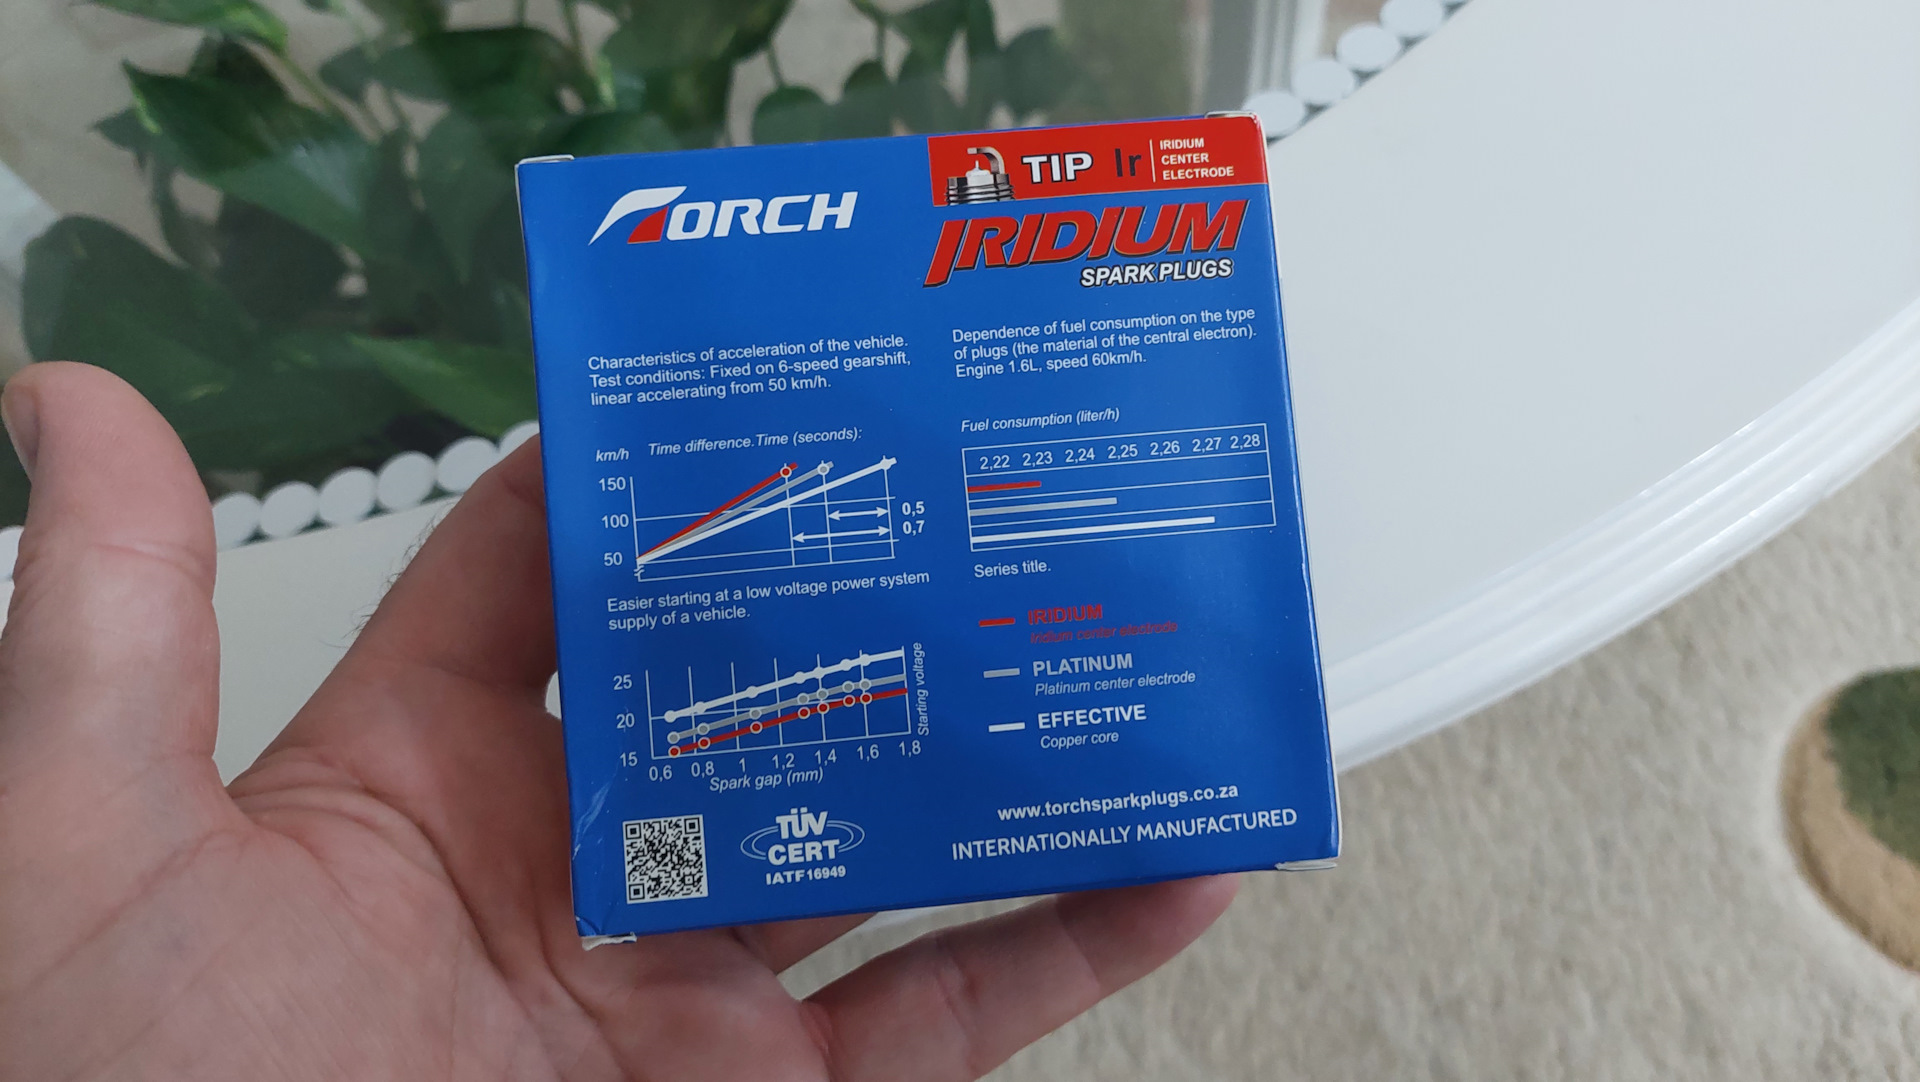 TORCH
TIP Ir
IRIDIUM
CENTER
ELECTRODE
IRIDIUM
SPARK PLUGS
Characteristics of acceleration of the vehicle.
Test conditions: Fixed on 6-speed gearshift,
linear accelerating from 50 km/h.
km/h Time difference.Time (seconds):
150
100
50
0,5
0,7
Easier starting at a low voltage power system
supply of a vehicle.
25
20
15
0,6 0,8 1 1,2 1,4 1,6 1,8
Spark gap (mm)
Starting voltage
Dependence of fuel consumption on the type
of plugs (the material of the central electron).
Engine 1.6L, speed 60km/h.
Fuel consumption (liter/h)
2,22 2,23 2,24 2,25 2,26 2,27 2,28
Series title.
IRIDIUM
Iridium center electrode
PLATINUM
Platinum center electrode
EFFECTIVE
Copper core
TÜV
CERT
IATF16949
www.torchsparkplugs.co.za
INTERNATIONALLY MANUFACTURED